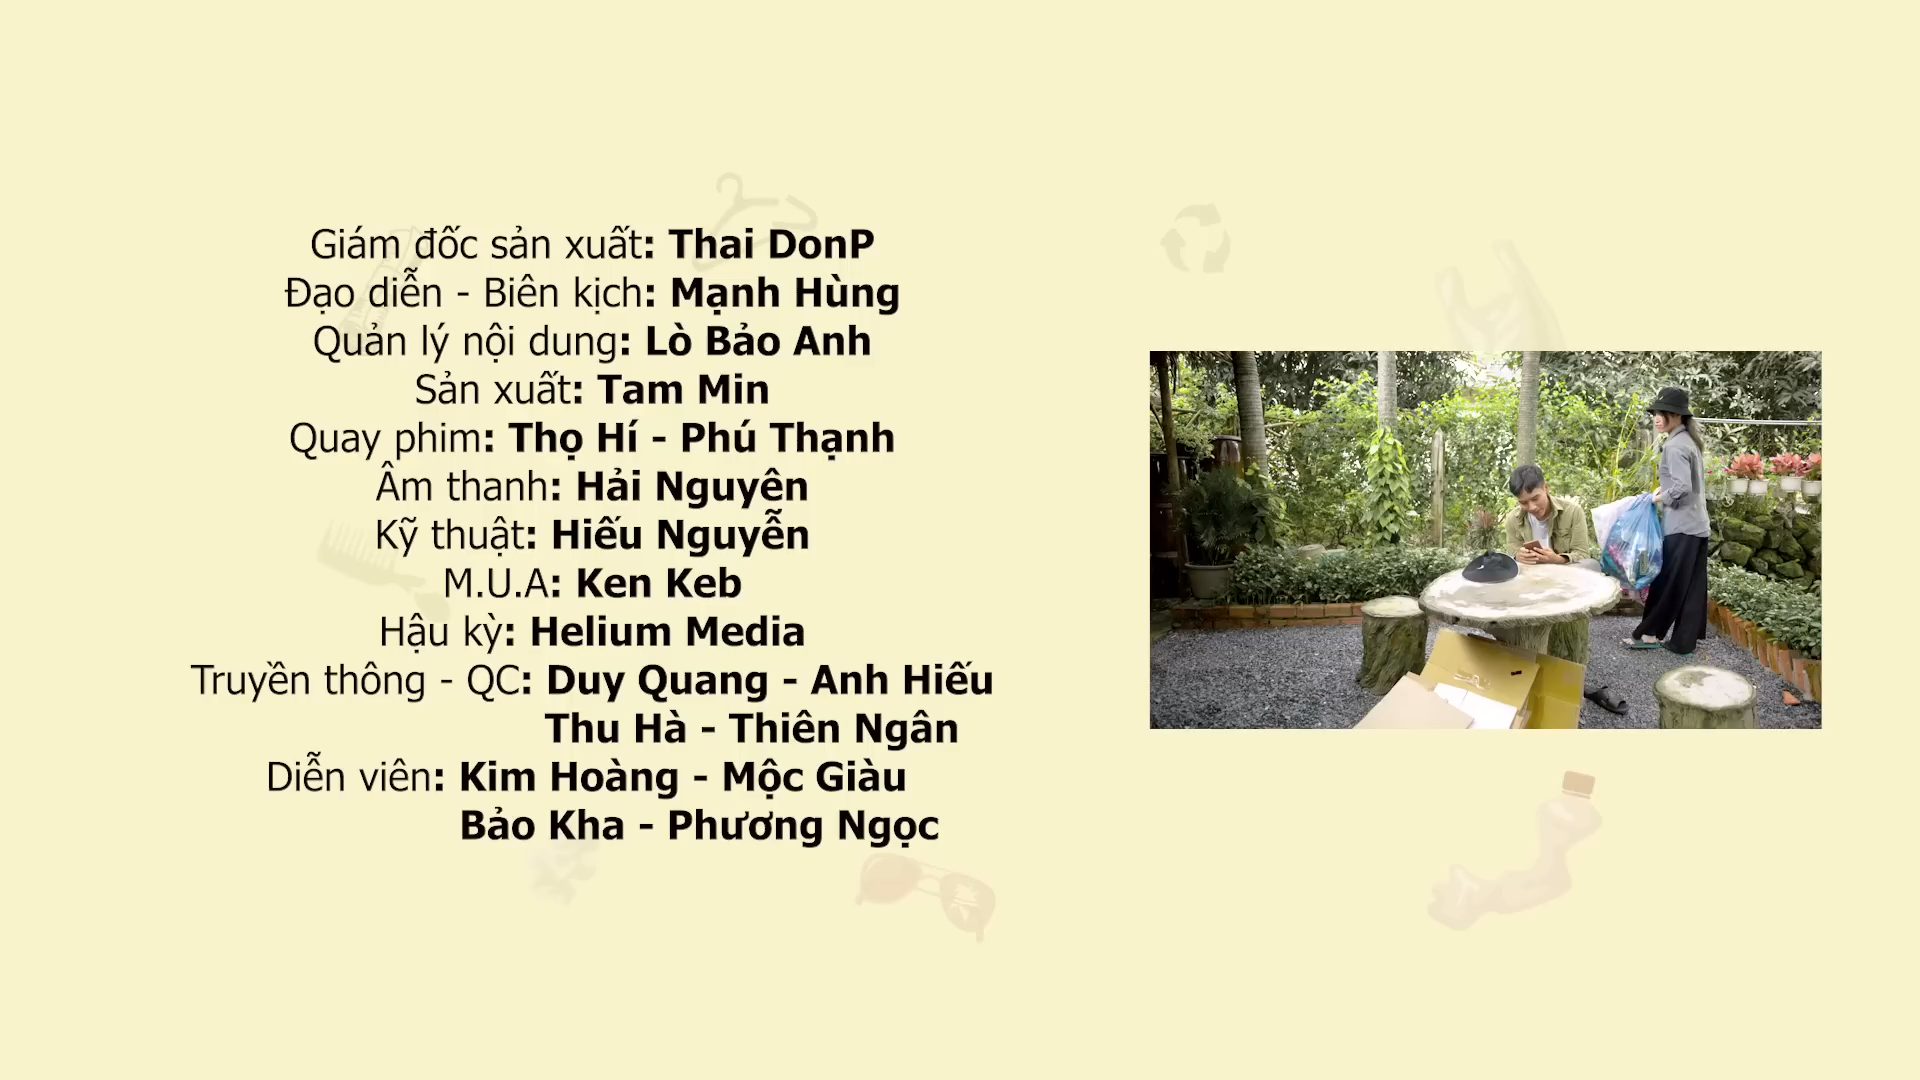 Giám đốc sản xuất: Thai DonP
Đạo diễn - Biên kịch: Mạnh Hùng
Quản lý nội dung: Lò Bảo Anh
Sản xuất: Tam Min
Quay phim: Thọ Hí - Phú Thạnh
Âm thanh: Hải Nguyên
Kỹ thuật: Hiếu Nguyễn
M.U.A: Ken Keb
Hậu kỳ: Helium Media
Truyền thông - QC: Duy Quang - Anh Hiếu
Thu Hà - Thiên Ngân
Diễn viên: Kim Hoàng - Mộc Giàu
Bảo Kha - Phương Ngọc